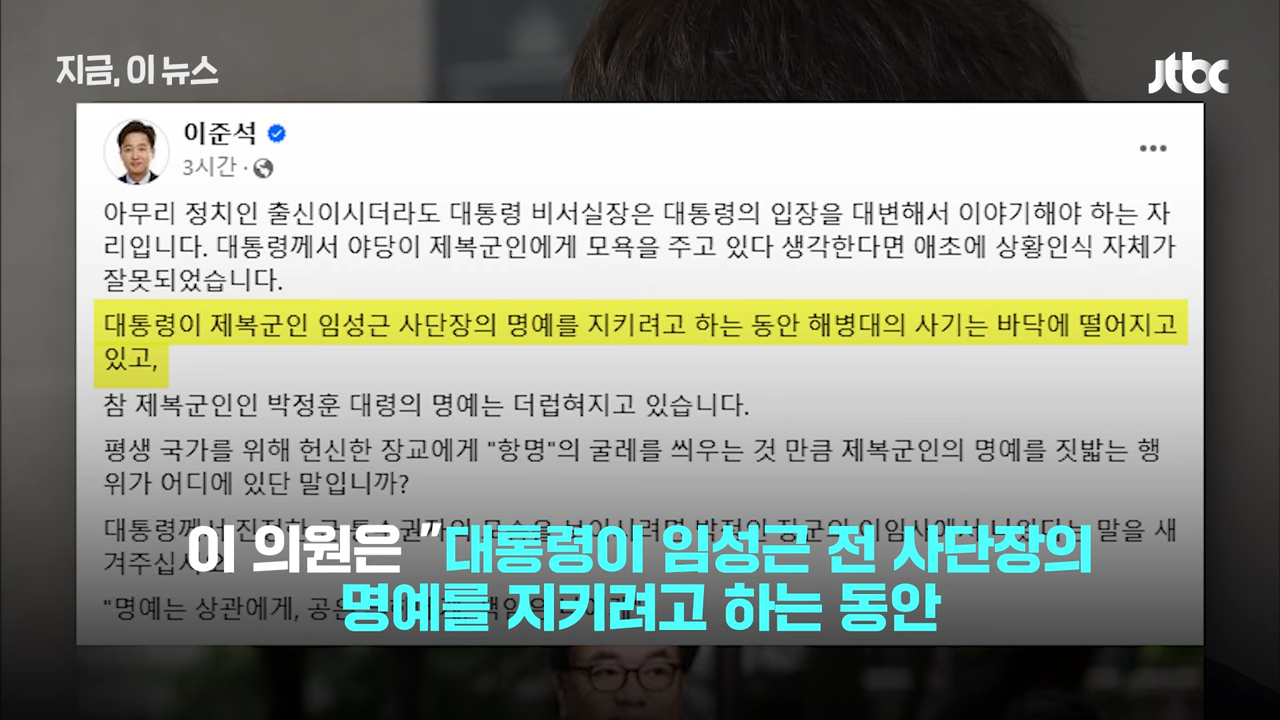 지금, 이 뉴스
jtbc
이준석
3시간 ·
아무리 정치인 출신이시더라도 대통령 비서실장은 대통령의 입장을 대변해서 이야기해야 하는 자
리입니다. 대통령께서 야당이 제복군인에게 모욕을 주고 있다 생각한다면 애초에 상황인식 자체가
잘못되었습니다.
대통령이 제복군인 임성근 사단장의 명예를 지키려고 하는 동안 해병대의 사기는 바닥에 떨어지고
있고,
참 제복군인인 박정훈 대령의 명예는 더럽혀지고 있습니다.
평생 국가를 위해 헌신한 장교에게 "항명"의 굴레를 씌우는 것 만큼 제복군인의 명예를 짓밟는 행
위가 어디에 있단 말입니까?
대통령께서 말을 새
겨주십시오
"명예는 상관에게,
이 의원은 "대통령이 임성근 전 사단장의
명예를 지키려고 하는 동안